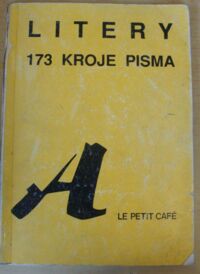 LITERY
173 KROJE PISMA
A
LE PETIT CAFÉ